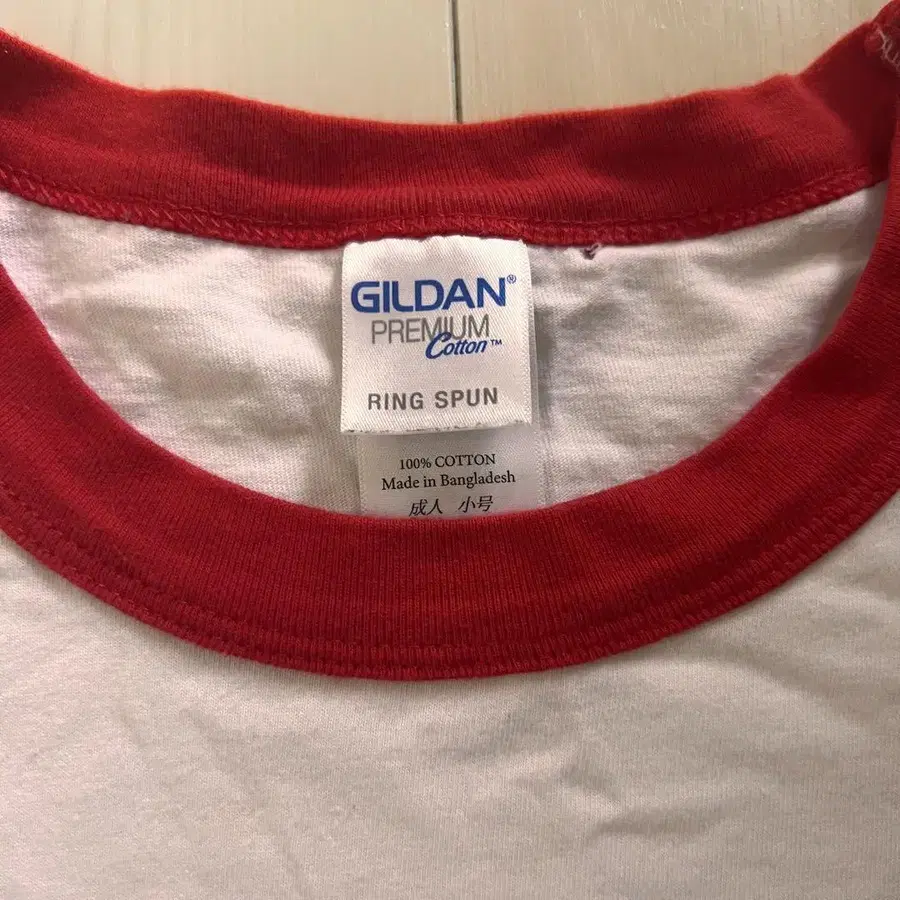 GILDAN®
PREMIUM
Cotton™
RING SPUN
100% COTTON
Made in Bangladesh
成人 小号